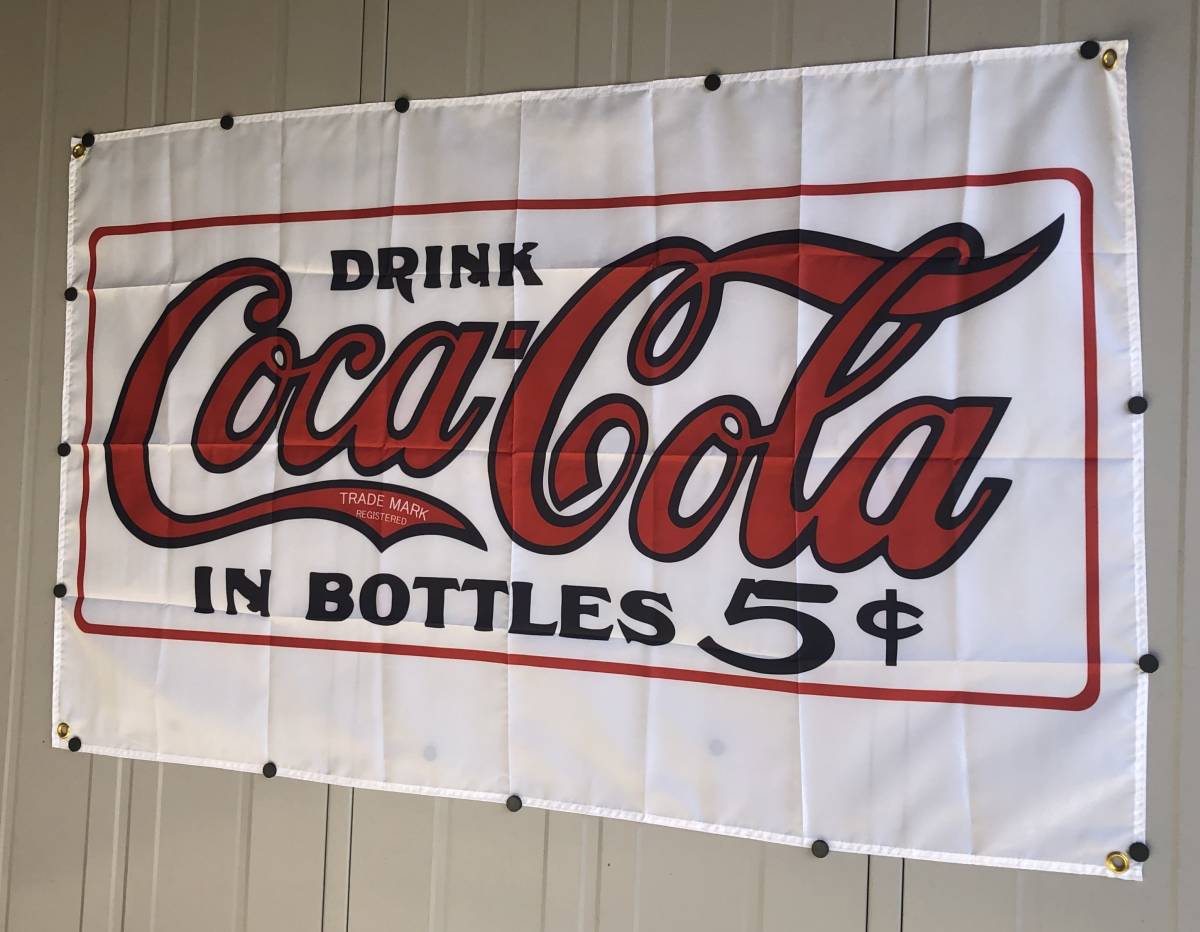 DRINK
Coca-Cola
TRADE MARK
REGISTERED
IN BOTTLES 5¢